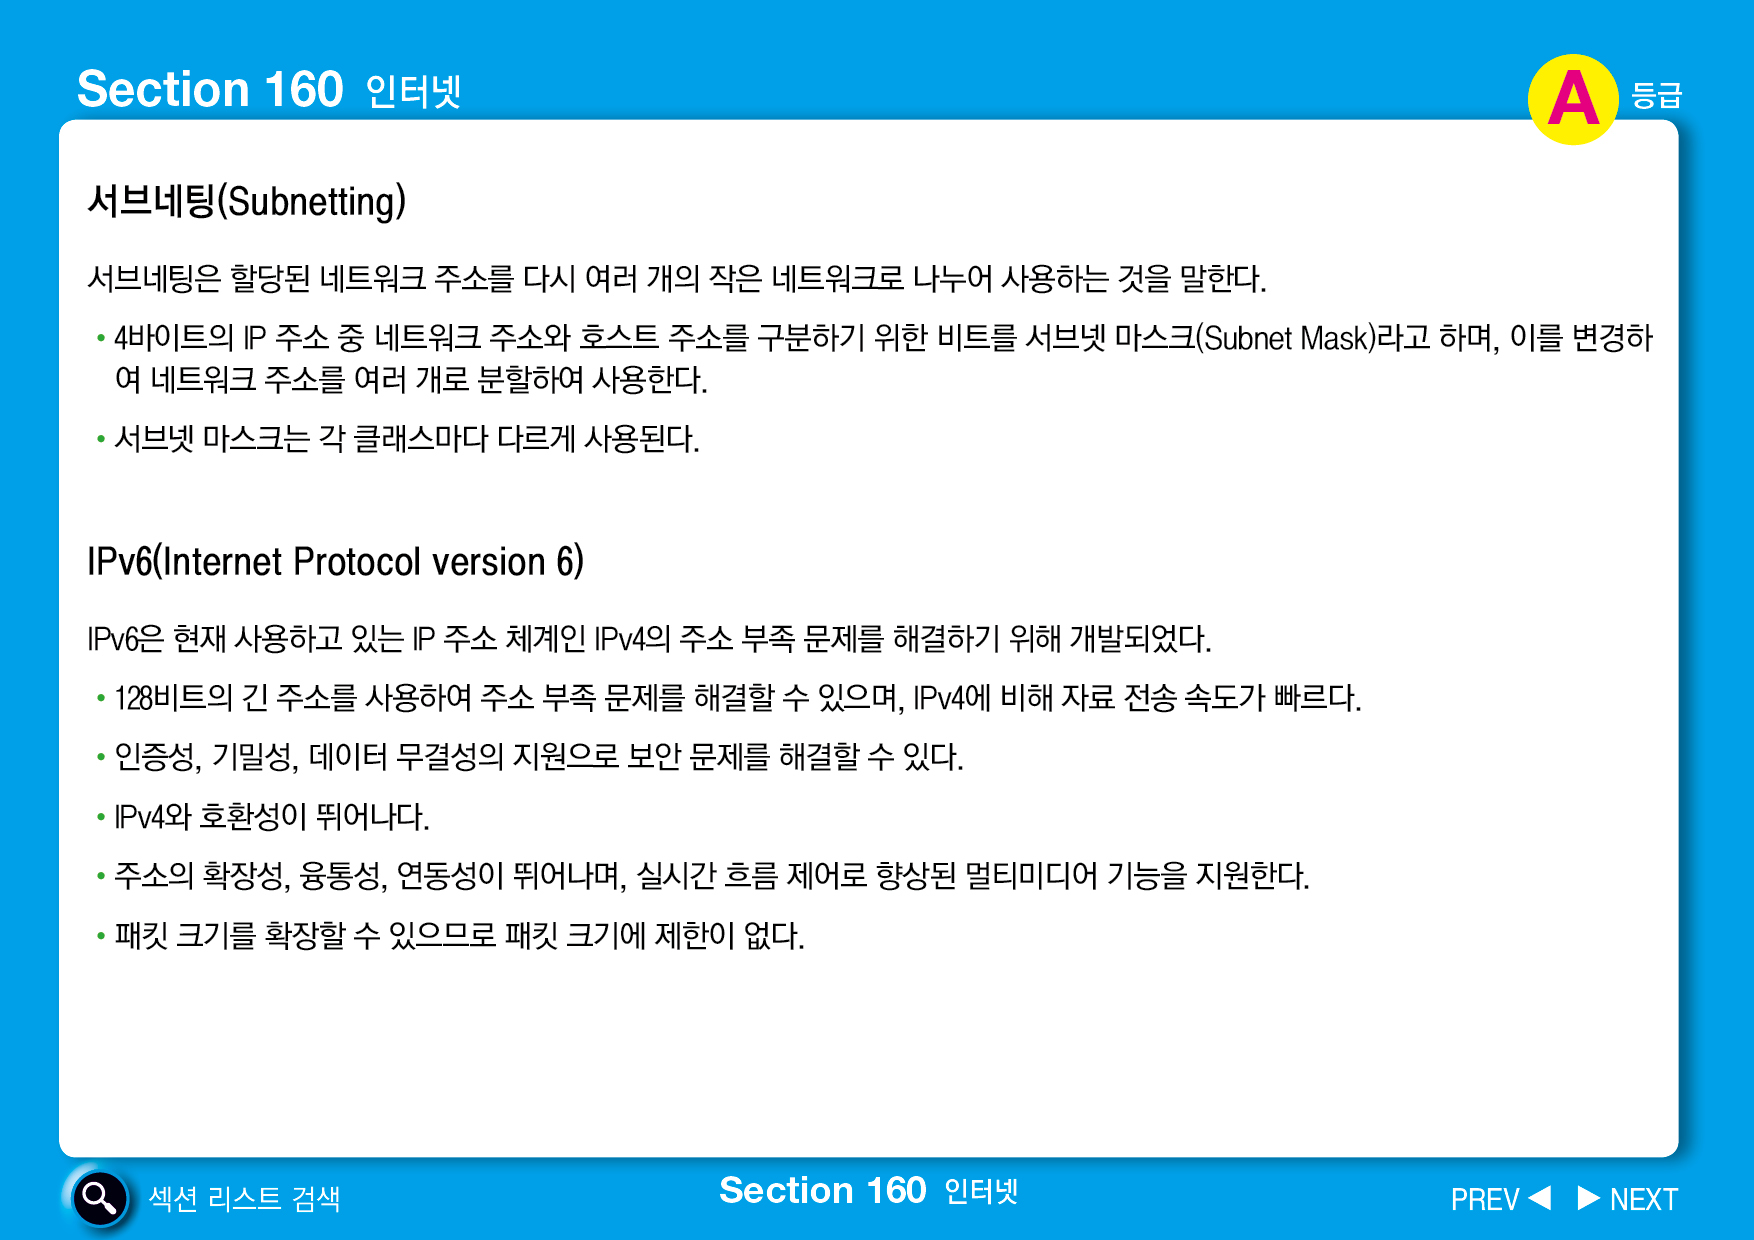 Section 160 인터넷
A 등급
서브네팅(Subnetting)
서브네팅은 할당된 네트워크 주소를 다시 여러 개의 작은 네트워크로 나누어 사용하는 것을 말한다.
• 4바이트의 IP 주소 중 네트워크 주소와 호스트 주소를 구분하기 위한 비트를 서브넷 마스크(Subnet Mask)라고 하며, 이를 변경하
여 네트워크 주소를 여러 개로 분할하여 사용한다.
• 서브넷 마스크는 각 클래스마다 다르게 사용된다.
IPv6(Internet Protocol version 6)
IPv6은 현재 사용하고 있는 IP 주소 체계인 IPv4의 주소 부족 문제를 해결하기 위해 개발되었다.
• 128비트의 긴 주소를 사용하여 주소 부족 문제를 해결할 수 있으며, IPv4에 비해 자료 전송 속도가 빠르다.
• 인증성, 기밀성, 데이터 무결성의 지원으로 보안 문제를 해결할 수 있다.
• IPv4와 호환성이 뛰어나다.
• 주소의 확장성, 융통성, 연동성이 뛰어나며, 실시간 흐름 제어로 향상된 멀티미디어 기능을 지원한다.
• 패킷 크기를 확장할 수 있으므로 패킷 크기에 제한이 없다.
섹션 리스트 검색
Section 160 인터넷
PREV ◀ ▶ NEXT